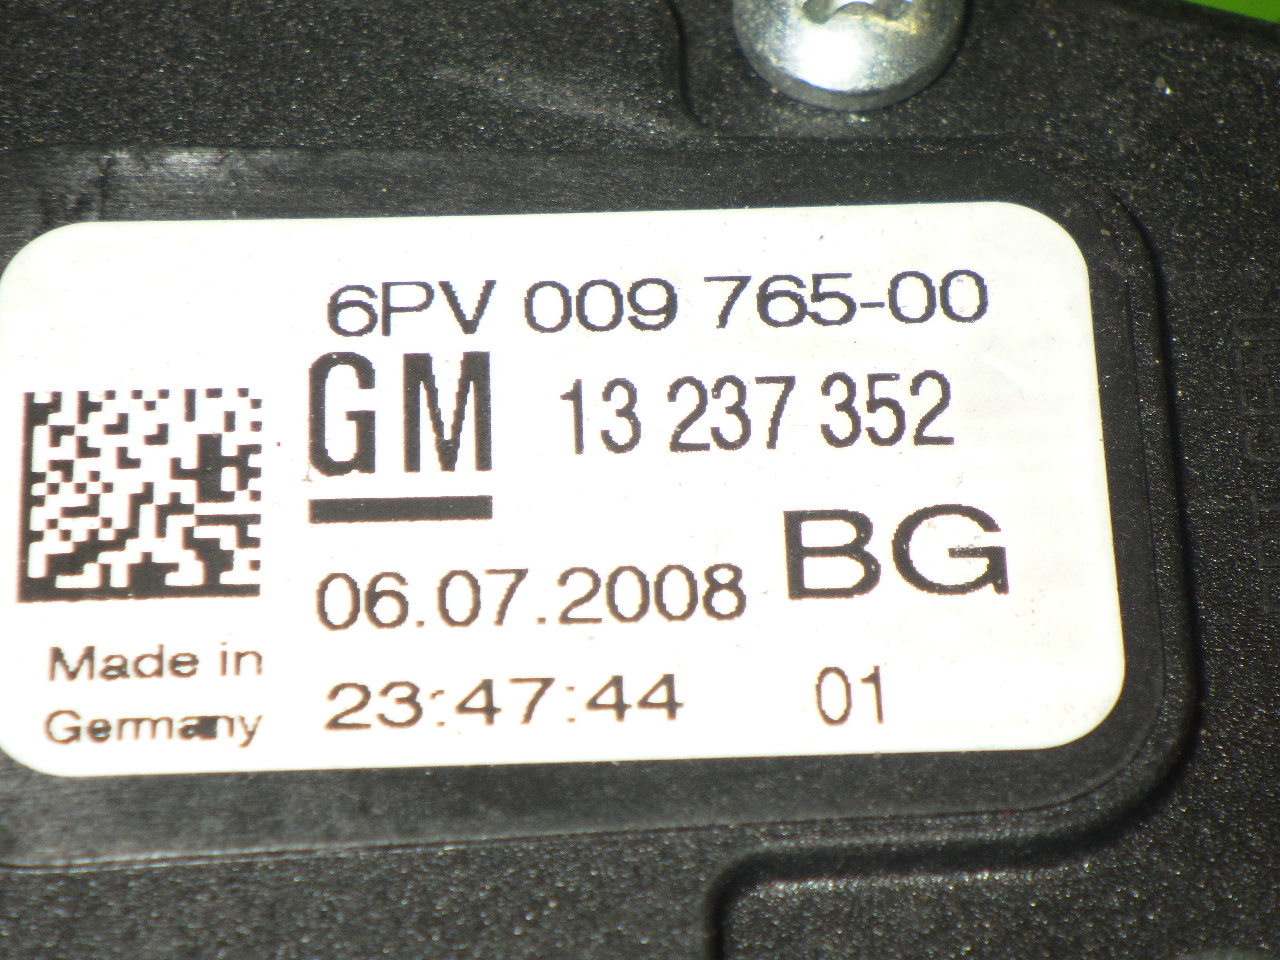 6PV 009 765-00
GM 13 237 352
BG
06.07.2008
Made in
Germany
23:47:44 01